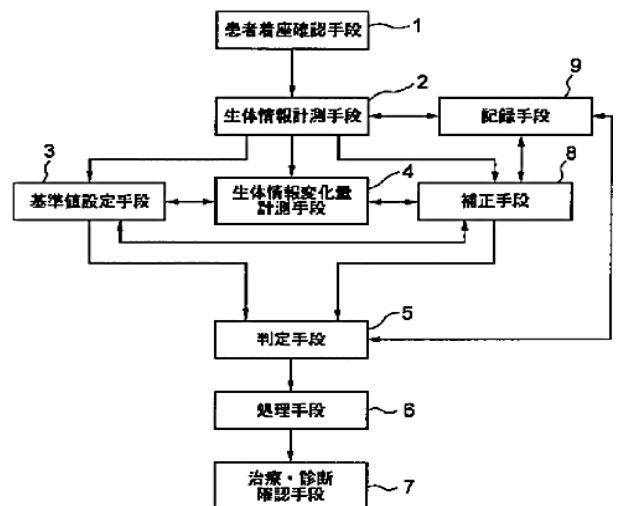 患者着座確認手段
1
生体情報計測手段
2
記録手段
9
基準値設定手段
3
生体情報変化量
計測手段
4
補正手段
8
判定手段
5
処理手段
6
治療・診断
確認手段
7